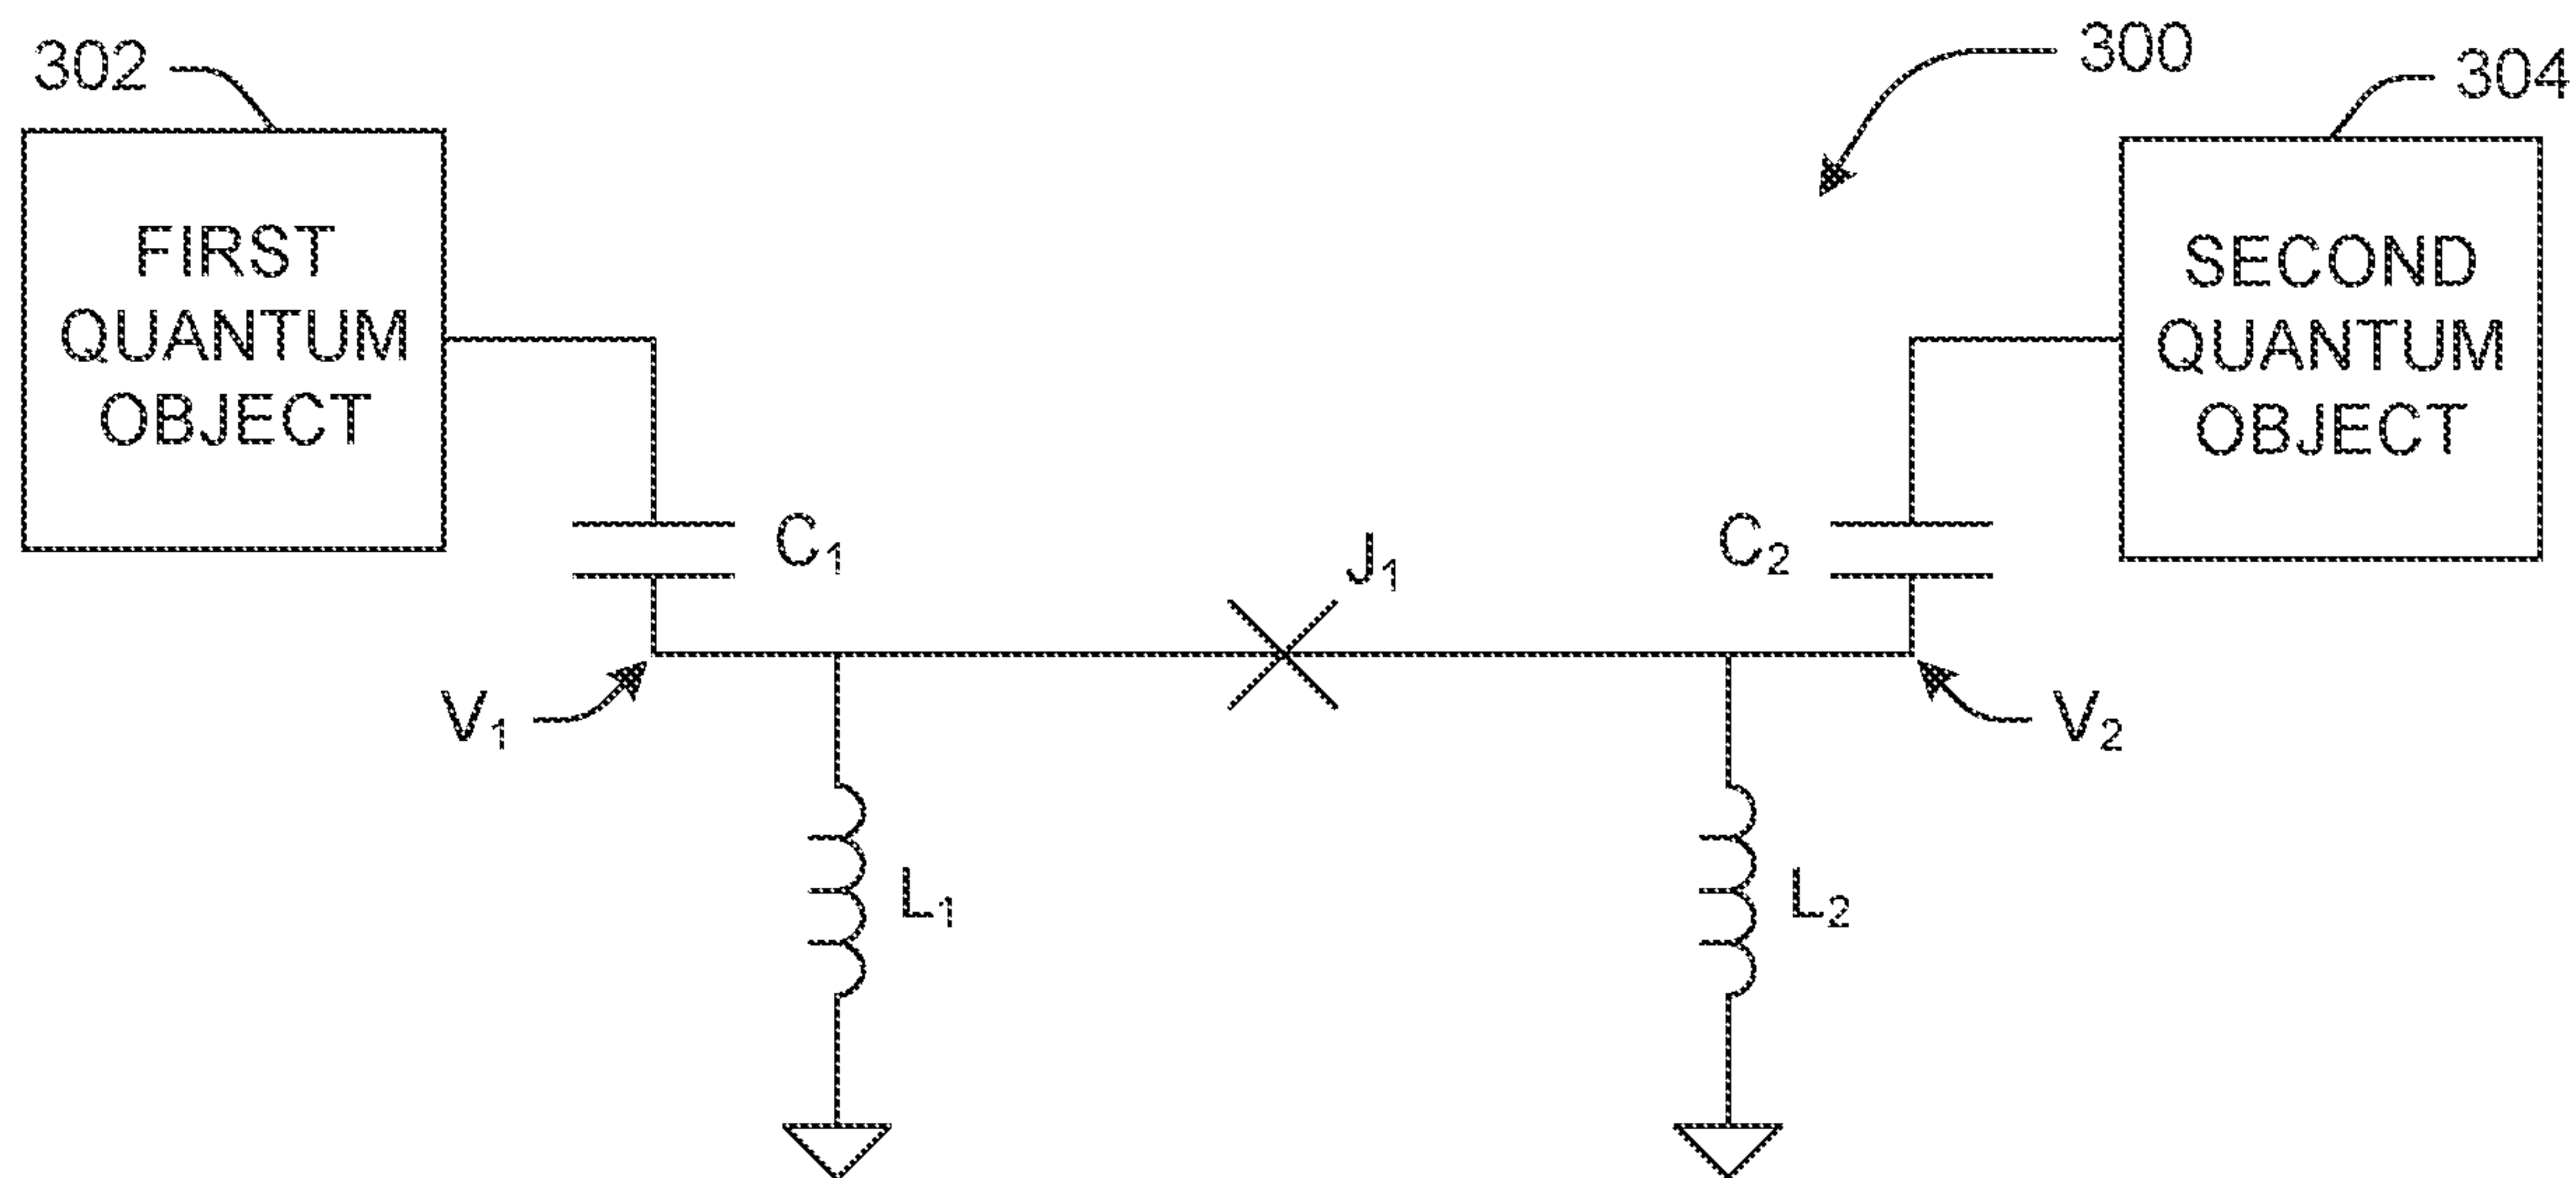 302
300
304
FIRST
QUANTUM
OBJECT
SECOND
QUANTUM
OBJECT
C₁
J₁
C₂
V₁
V₂
L₁
L₂